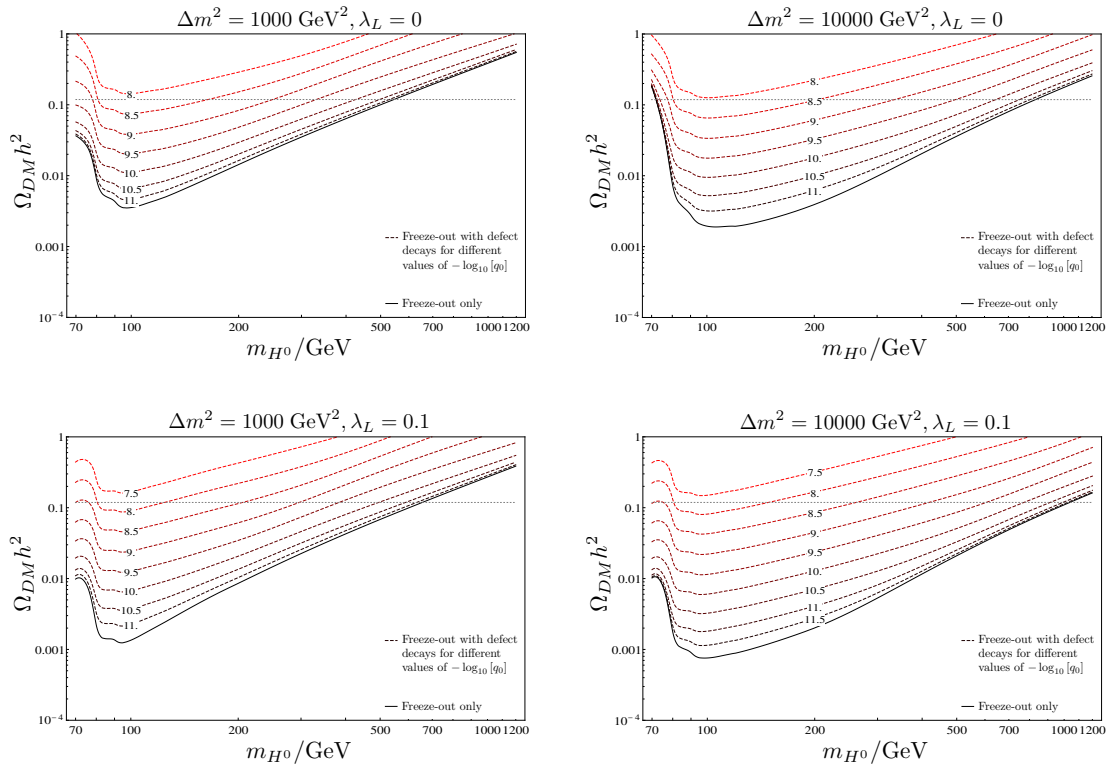 Δm² = 1000 GeV², λ_L = 0
1
0.1
0.01
0.001
10⁻⁴
Ω_DM h²
8.
8.5
9.
9.5
10.
10.5
11.
Freeze-out with defect
decays for different
values of − log₁₀ [q₀]
Freeze-out only
70 100 200 500 700 1000 1200
m_H⁰/GeV
Δm² = 10000 GeV², λ_L = 0
1
0.1
0.01
0.001
10⁻⁴
Ω_DM h²
8.
8.5
9.
9.5
10.
10.5
11.
Freeze-out with defect
decays for different
values of − log₁₀ [q₀]
Freeze-out only
70 100 200 500 700 1000 1200
m_H⁰/GeV
Δm² = 1000 GeV², λ_L = 0.1
1
0.1
0.01
0.001
10⁻⁴
Ω_DM h²
7.5
8.
8.5
9.
9.5
10.
10.5
11.
Freeze-out with defect
decays for different
values of − log₁₀ [q₀]
Freeze-out only
70 100 200 500 700 1000 1200
m_H⁰/GeV
Δm² = 10000 GeV², λ_L = 0.1
1
0.1
0.01
0.001
10⁻⁴
Ω_DM h²
7.5
8.
8.5
9.
9.5
10.
10.5
11.
11.5
Freeze-out with defect
decays for different
values of − log₁₀ [q₀]
Freeze-out only
70 100 200 500 700 1000 1200
m_H⁰/GeV